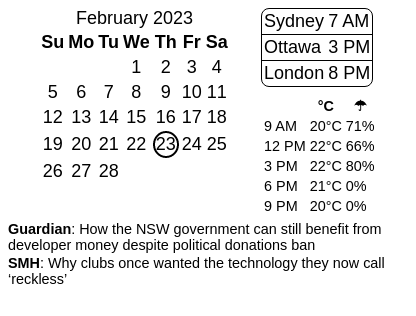 February 2023
Su Mo Tu We Th Fr Sa
1 2 3 4
5 6 7 8 9 10 11
12 13 14 15 16 17 18
19 20 21 22 23 24 25
26 27 28
Sydney 7 AM
Ottawa 3 PM
London 8 PM
°C ☂
9 AM 20°C 71%
12 PM 22°C 66%
3 PM 22°C 80%
6 PM 21°C 0%
9 PM 20°C 0%
Guardian: How the NSW government can still benefit from
developer money despite political donations ban
SMH: Why clubs once wanted the technology they now call
‘reckless’